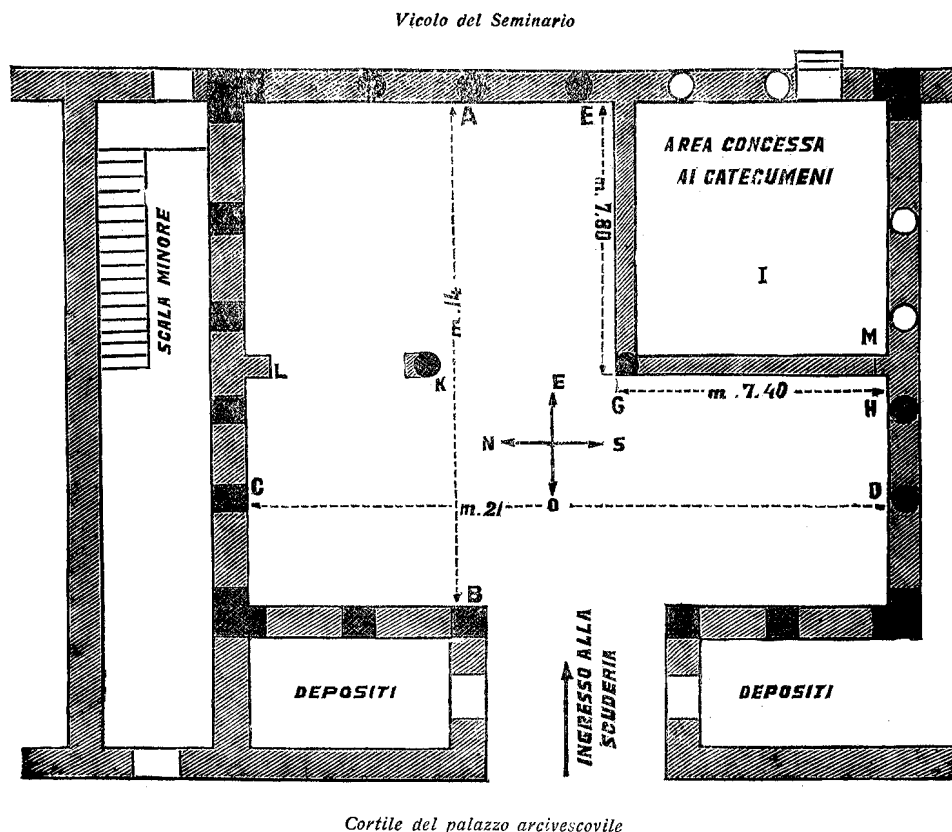 Vicolo del Seminario
A
E
AREA CONCESSA
AI CATECUMENI
m. 7.80
SCALA MINORE
I
m. 14
M
L
K
E
G
m. 7.40
H
N
S
C
D
m. 21
O
B
DEPOSITI
INGRESSO ALLA
SCUDERIA
DEPOSITI
Cortile del palazzo arcivescovile